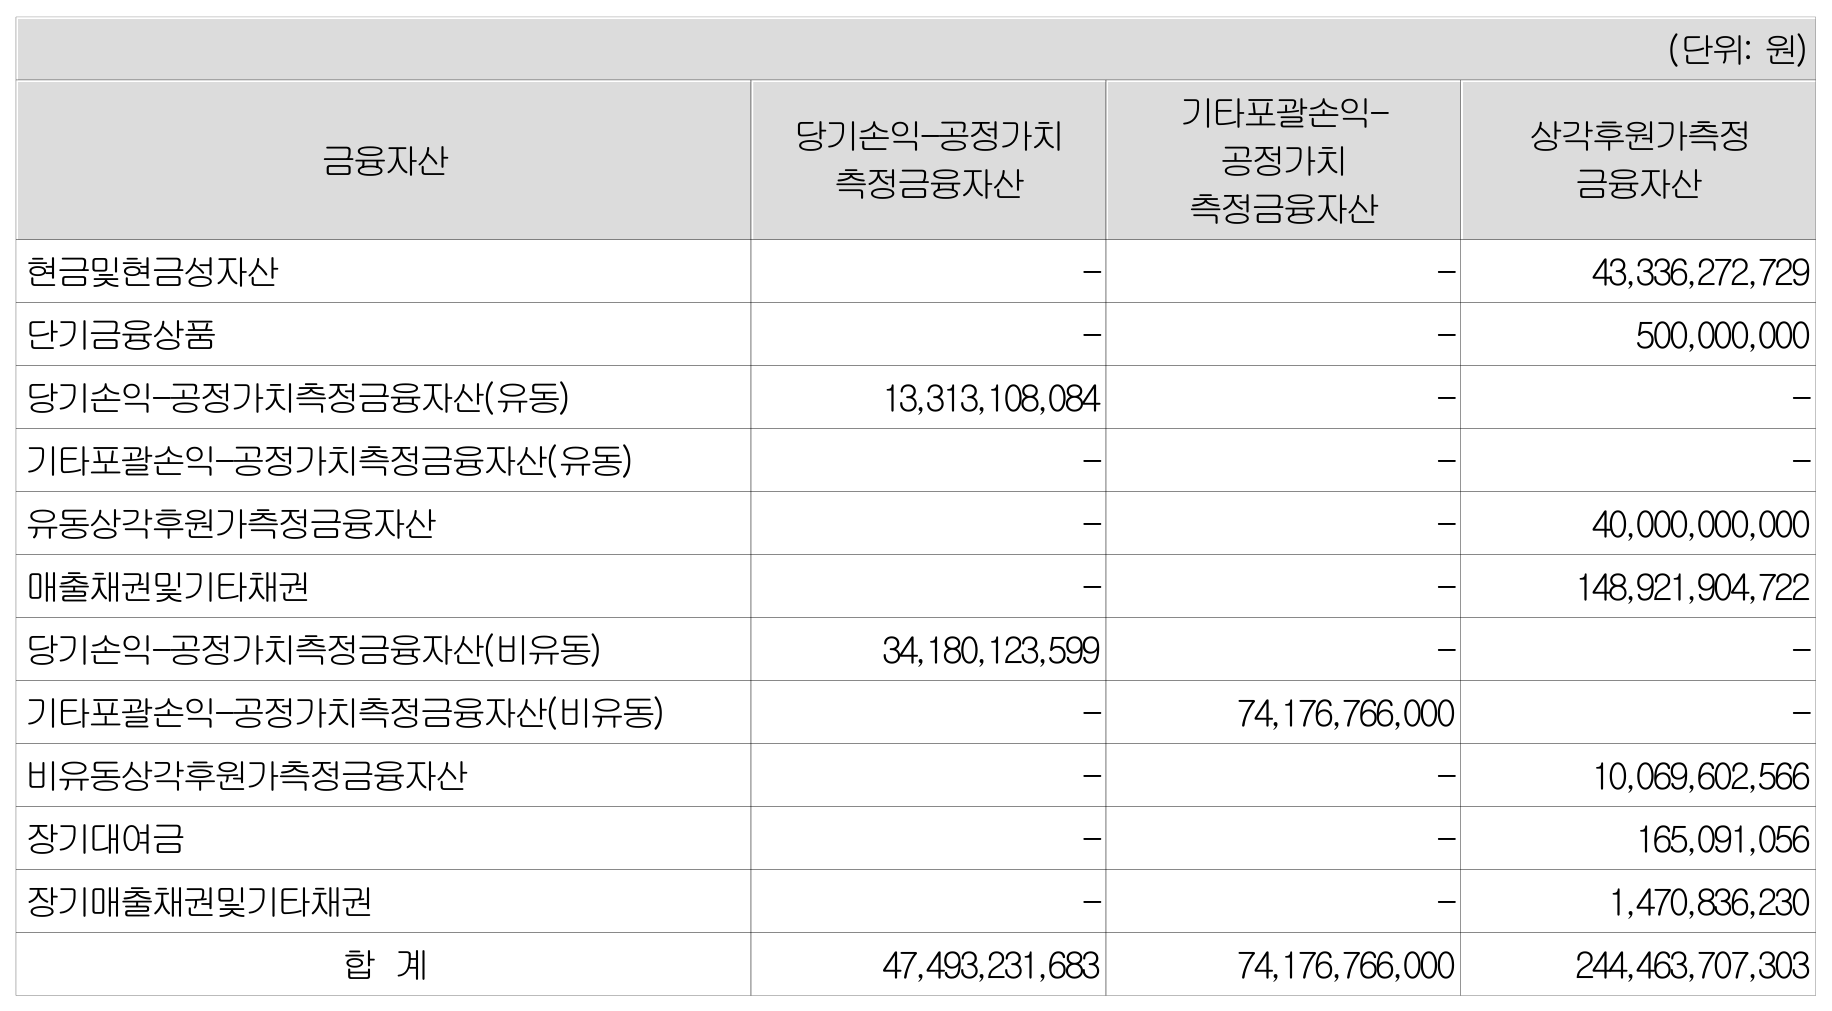 (단위: 원)
금융자산
당기손익-공정가치
측정금융자산
기타포괄손익-
공정가치
측정금융자산
상각후원가측정
금융자산
현금및현금성자산 - - 43,336,272,729
단기금융상품 - - 500,000,000
당기손익-공정가치측정금융자산(유동) 13,313,108,084 - -
기타포괄손익-공정가치측정금융자산(유동) - - -
유동상각후원가측정금융자산 - - 40,000,000,000
매출채권및기타채권 - - 148,921,904,722
당기손익-공정가치측정금융자산(비유동) 34,180,123,599 - -
기타포괄손익-공정가치측정금융자산(비유동) - 74,176,766,000 -
비유동상각후원가측정금융자산 - - 10,069,602,566
장기대여금 - - 165,091,056
장기매출채권및기타채권 - - 1,470,836,230
합 계 47,493,231,683 74,176,766,000 244,463,707,303